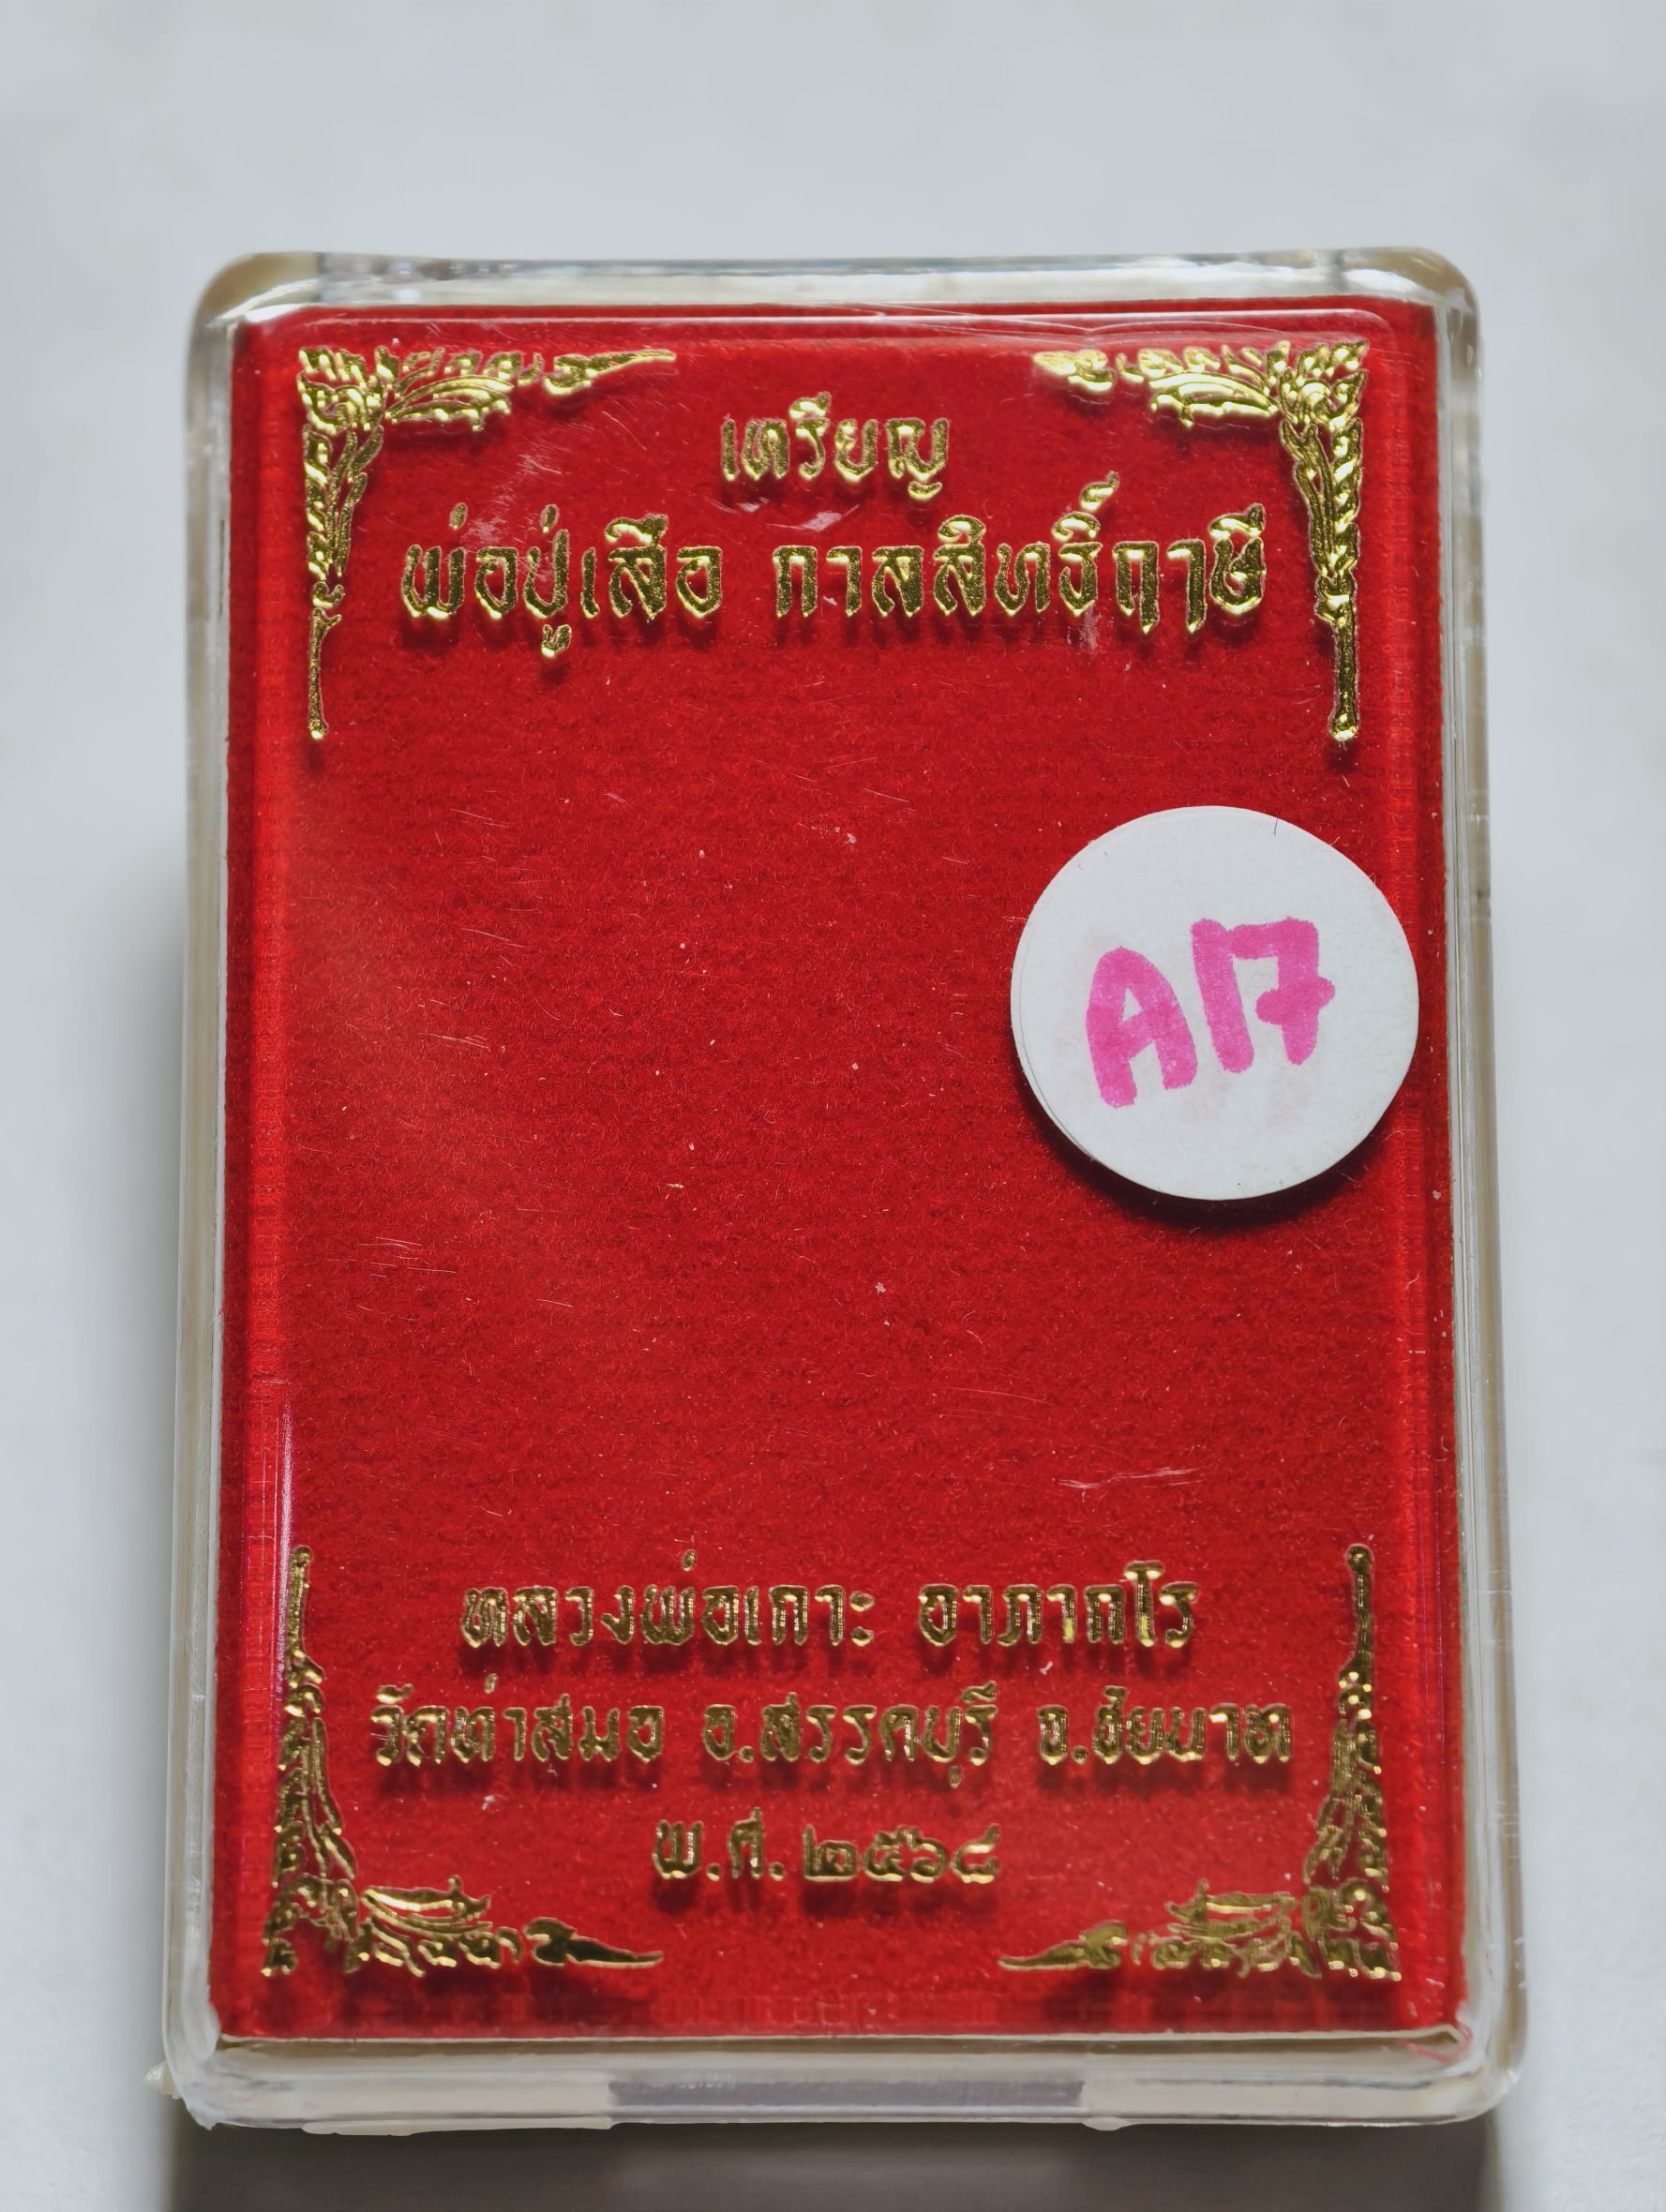 เหรียญ
พ่อปู่เสือ กาลสิทธิ์ฤาษี
A17
หลวงพ่อเกาะ อาภากโร
วัดท่าสมอ อ.สรรคบุรี จ.ชัยนาท
พ.ศ. ๒๕๖๘